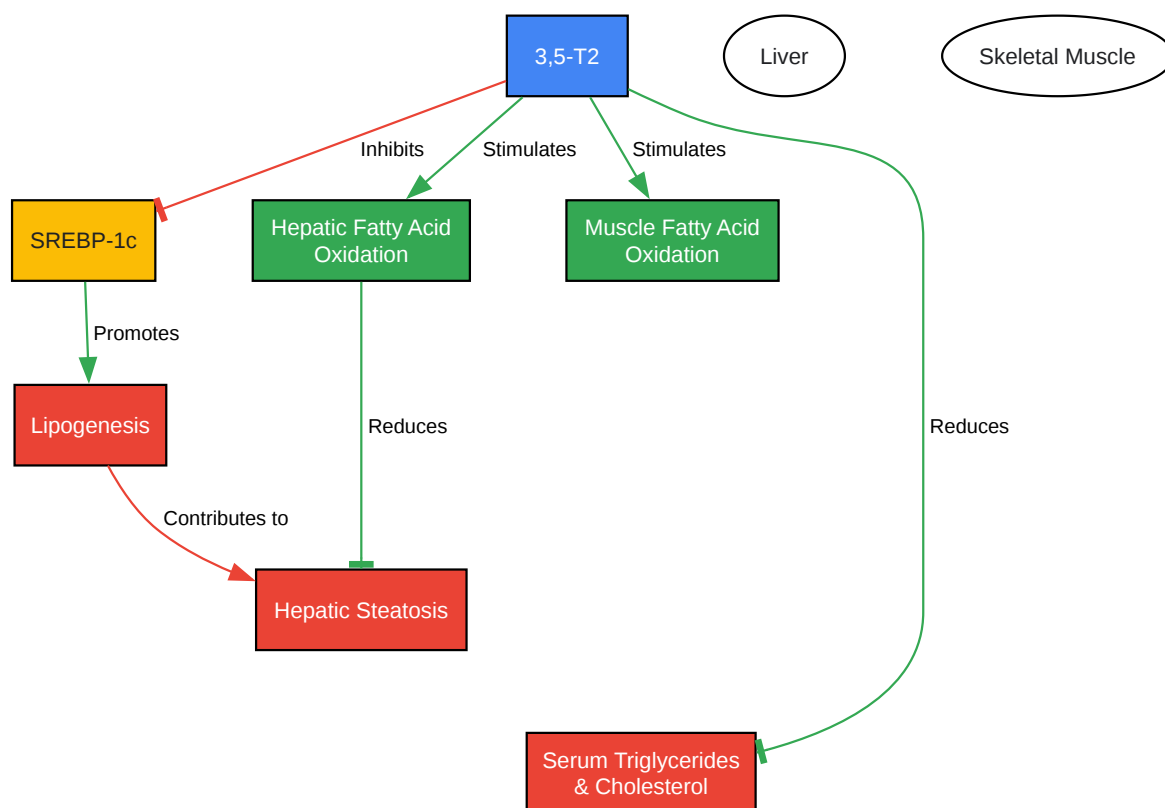 3,5-T2
Liver
Skeletal Muscle
Inhibits
Stimulates
Stimulates
SREBP-1c
Hepatic Fatty Acid
Oxidation
Muscle Fatty Acid
Oxidation
Promotes
Lipogenesis
Reduces
Reduces
Contributes to
Hepatic Steatosis
Serum Triglycerides
& Cholesterol